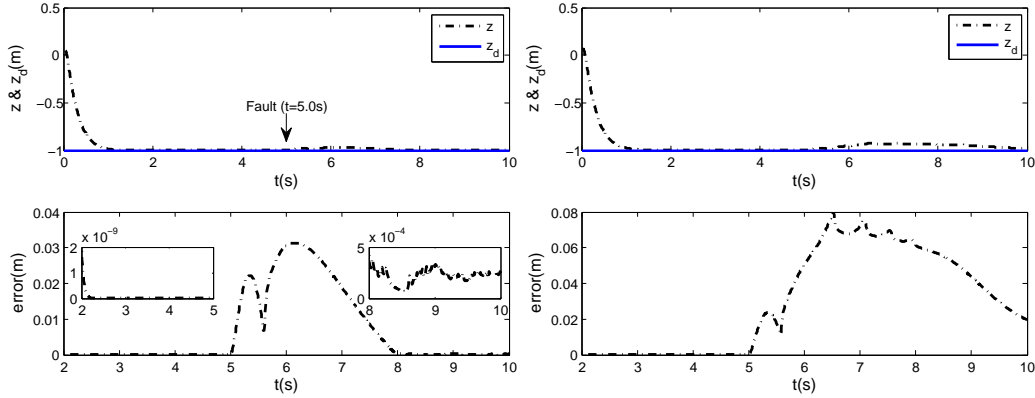 0.5
0
−0.5
−1
z & z_d(m)
z
z_d
Fault (t=5.0s)
0 2 4 6 8 10
t(s)
0.5
0
−0.5
−1
z & z_d(m)
z
z_d
0 2 4 6 8 10
t(s)
0.04
0.03
0.02
0.01
0
error(m)
x 10^−9
2
1
0
2 3 4 5
x 10^−4
5
0
8 9 10
2 3 4 5 6 7 8 9 10
t(s)
0.08
0.06
0.04
0.02
0
error(m)
2 3 4 5 6 7 8 9 10
t(s)